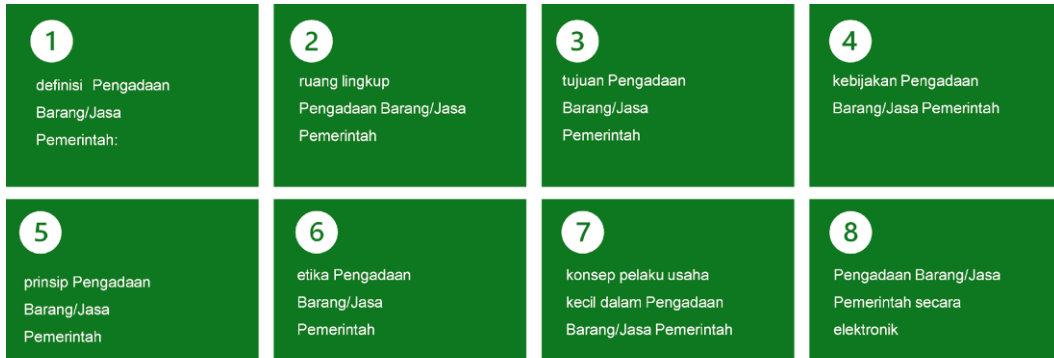 1
definisi Pengadaan
Barang/Jasa
Pemerintah:
2
ruang lingkup
Pengadaan Barang/Jasa
Pemerintah
3
tujuan Pengadaan
Barang/Jasa
Pemerintah
4
kebijakan Pengadaan
Barang/Jasa Pemerintah
5
prinsip Pengadaan
Barang/Jasa
Pemerintah
6
etika Pengadaan
Barang/Jasa
Pemerintah
7
konsep pelaku usaha
kecil dalam Pengadaan
Barang/Jasa Pemerintah
8
Pengadaan Barang/Jasa
Pemerintah secara
elektronik